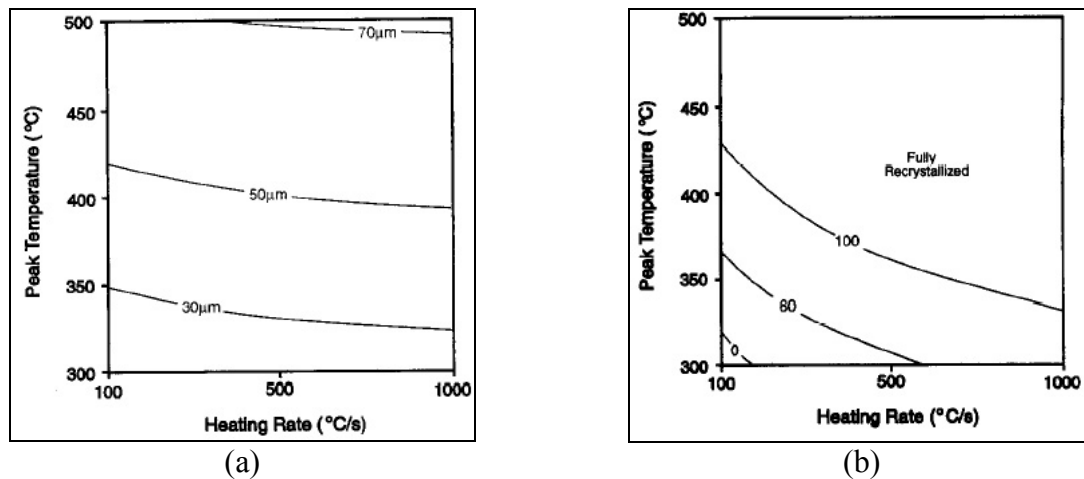 500
450
400
350
300
100
500
1000
Peak Temperature (°C)
Heating Rate (°C/s)
70μm
50μm
30μm
(a)
500
450
400
350
300
100
500
1000
Peak Temperature (°C)
Heating Rate (°C/s)
Fully
Recrystallized
100
80
0
(b)